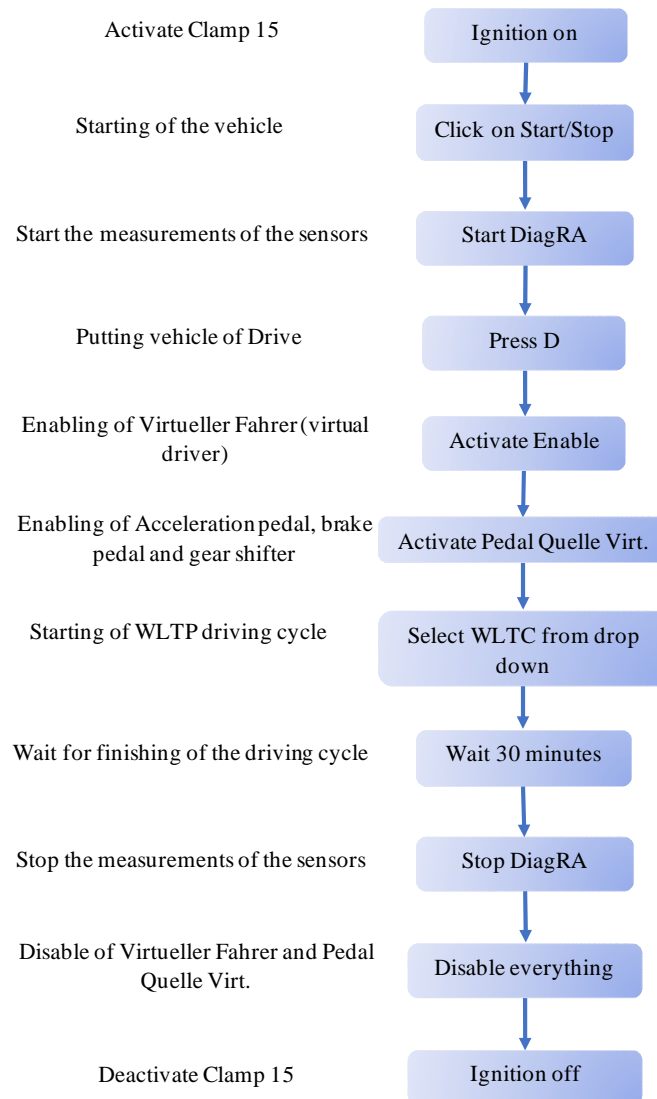 Activate Clamp 15
Ignition on
Starting of the vehicle
Click on Start/Stop
Start the measurements of the sensors
Start DiagRA
Putting vehicle of Drive
Press D
Enabling of Virtueller Fahrer (virtual
driver)
Activate Enable
Enabling of Acceleration pedal, brake
pedal and gear shifter
Activate Pedal Quelle Virt.
Starting of WLTP driving cycle
Select WLTC from drop
down
Wait for finishing of the driving cycle
Wait 30 minutes
Stop the measurements of the sensors
Stop DiagRA
Disable of Virtueller Fahrer and Pedal
Quelle Virt.
Disable everything
Deactivate Clamp 15
Ignition off